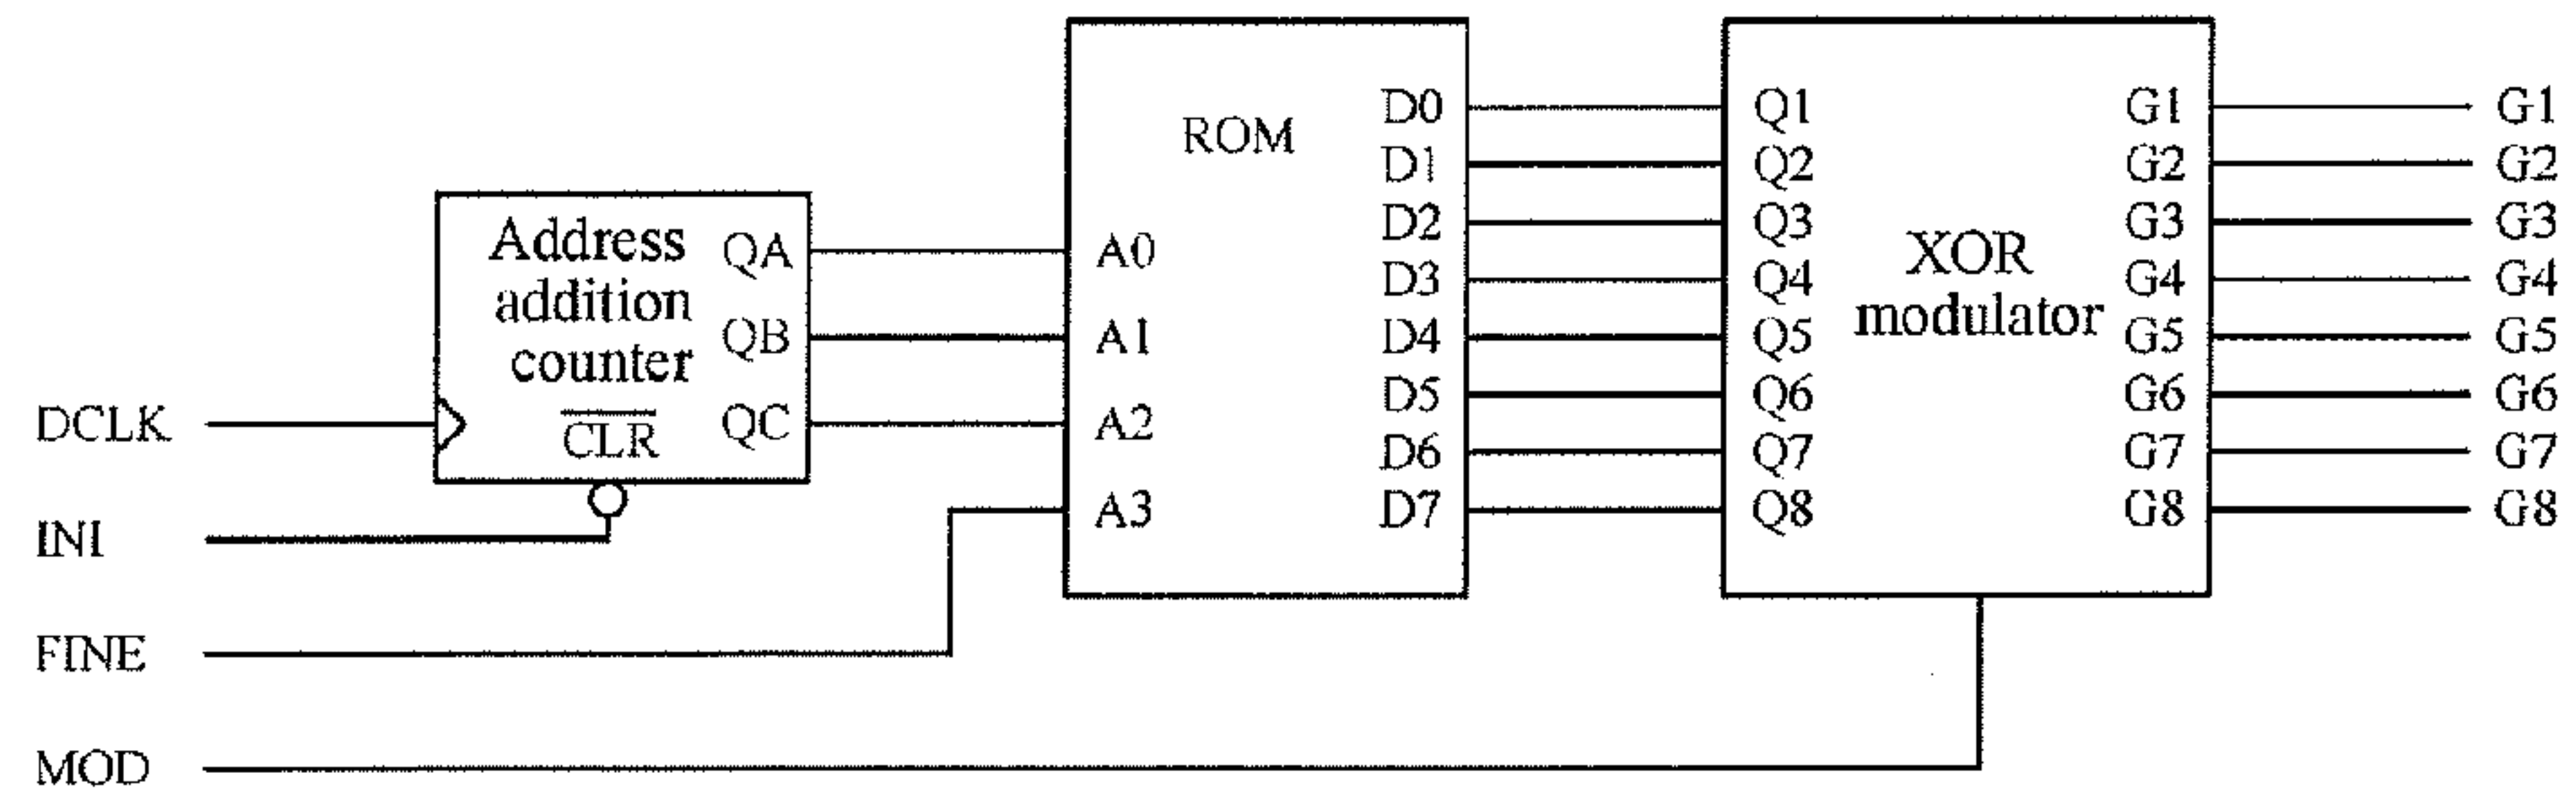 DCLK
INI
FINE
MOD
Address
addition
counter
CLR
QA
QB
QC
ROM
A0
A1
A2
A3
D0
D1
D2
D3
D4
D5
D6
D7
Q1
Q2
Q3
Q4
Q5
Q6
Q7
Q8
XOR
modulator
G1
G2
G3
G4
G5
G6
G7
G8
G1
G2
G3
G4
G5
G6
G7
G8